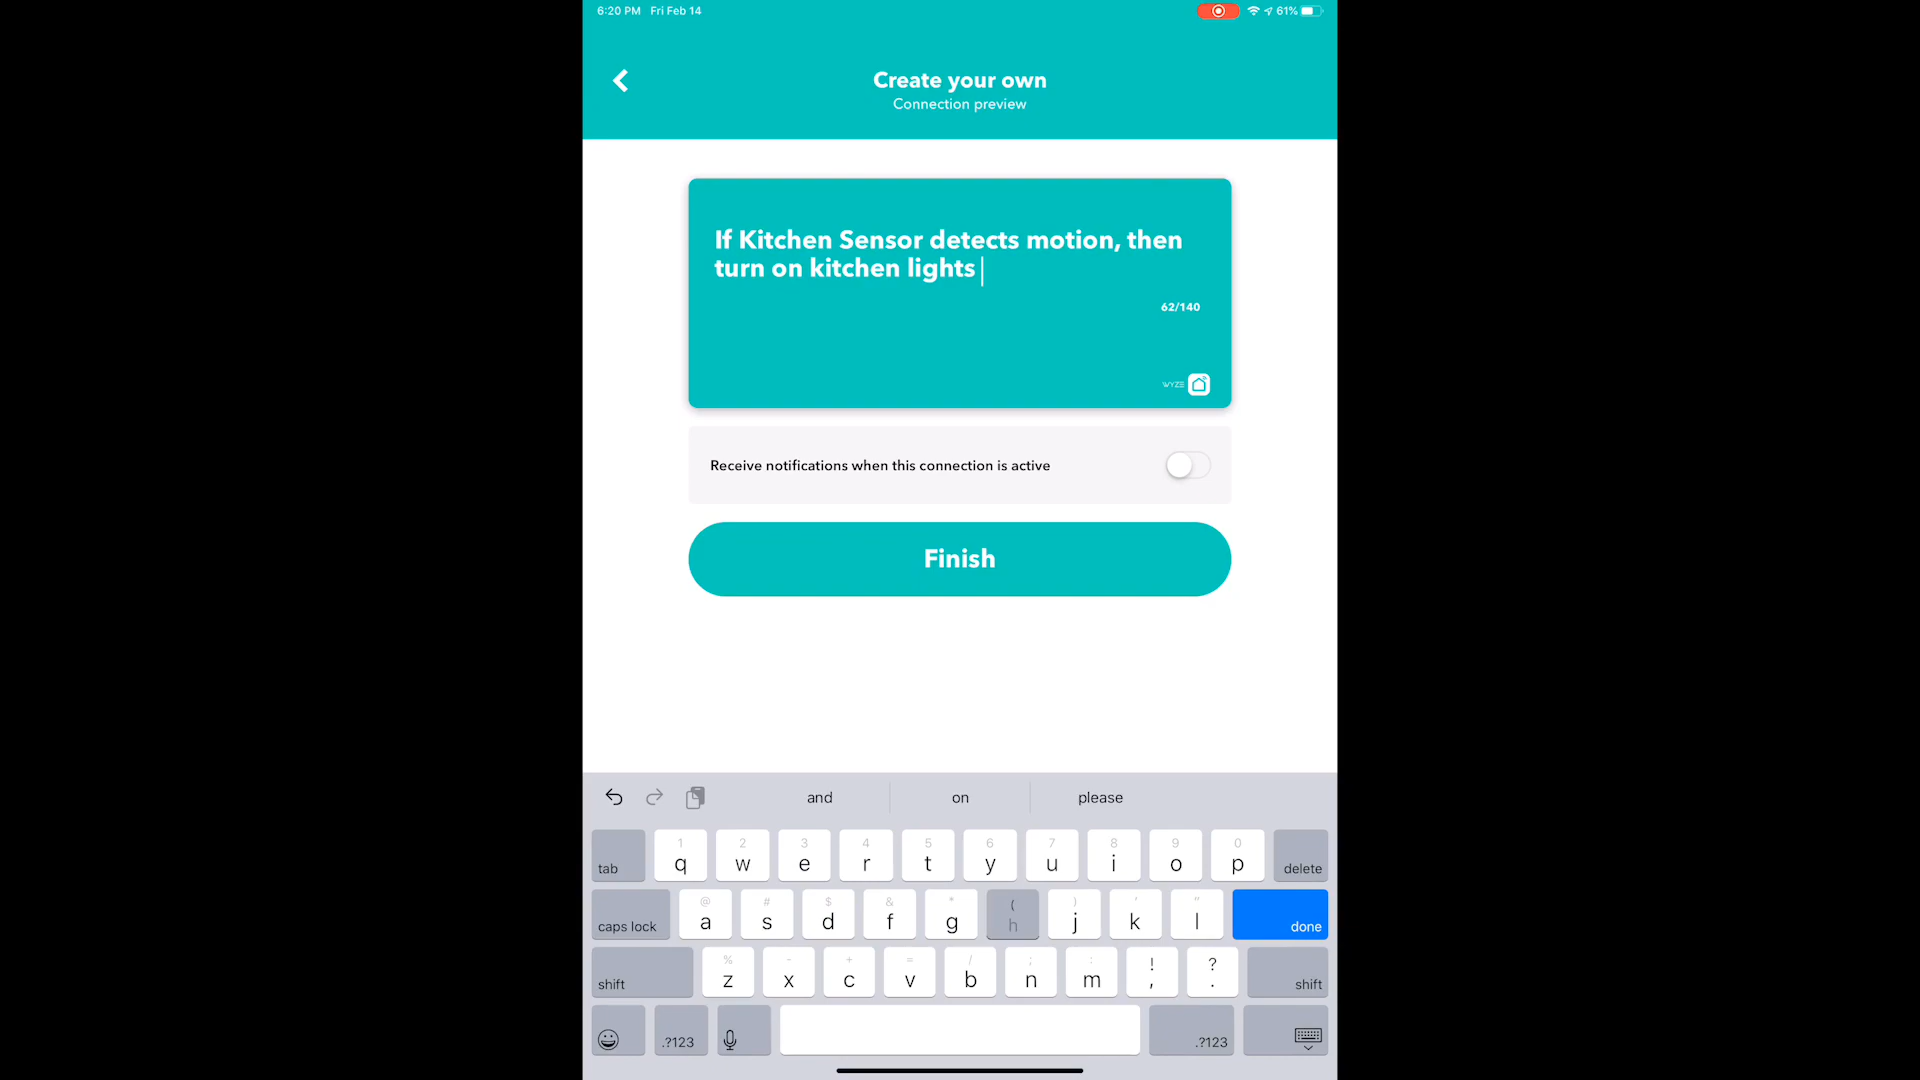 6:20 PM Fri Feb 14 61%
Create your own
Connection preview
If Kitchen Sensor detects motion, then
turn on kitchen lights
62/140
WYZE
Receive notifications when this connection is active
Finish
and on please
1 2 3 4 5 6 7 8 9 0
tab q w e r t y u i o p delete
@ # $ & * ( ) ' "
caps lock a s d f g h j k l done
% - + = / ; : ! ?
shift z x c v b n m , . shift
.?123 .?123